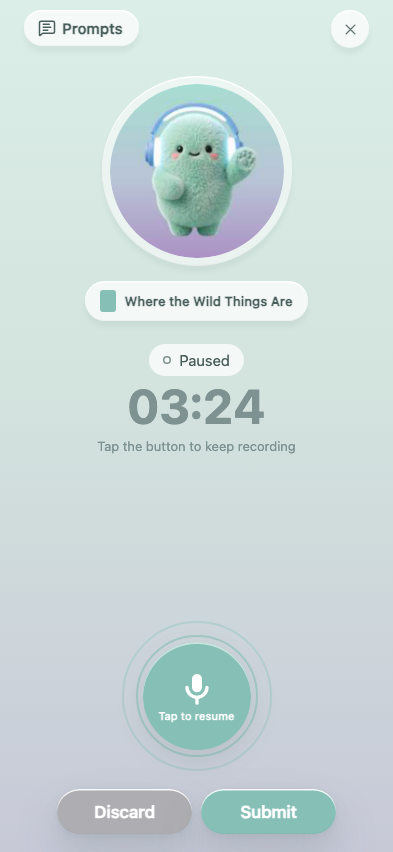 Prompts
Where the Wild Things Are
Paused
03:24
Tap the button to keep recording
Tap to resume
Discard
Submit